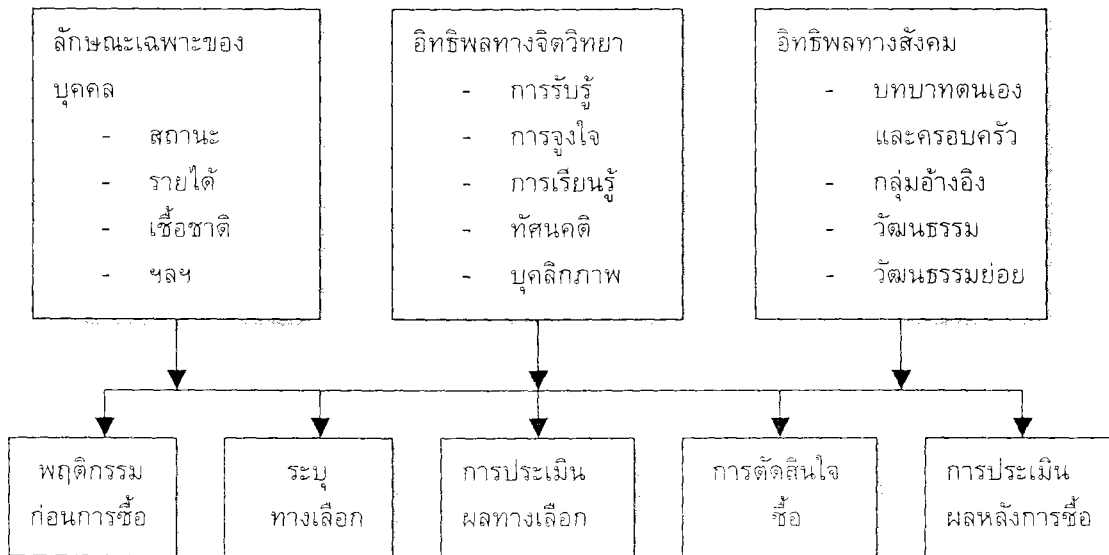 ลักษณะเฉพาะของ
บุคคล
- สถานะ
- รายได้
- เชื้อชาติ
- ฯลฯ
อิทธิพลทางจิตวิทยา
- การรับรู้
- การจูงใจ
- การเรียนรู้
- ทัศนคติ
- บุคลิกภาพ
อิทธิพลทางสังคม
- บทบาทตนเอง
และครอบครัว
- กลุ่มอ้างอิง
- วัฒนธรรม
- วัฒนธรรมย่อย
พฤติกรรม
ก่อนการซื้อ
ระบุ
ทางเลือก
การประเมิน
ผลทางเลือก
การตัดสินใจ
ซื้อ
การประเมิน
ผลหลังการซื้อ